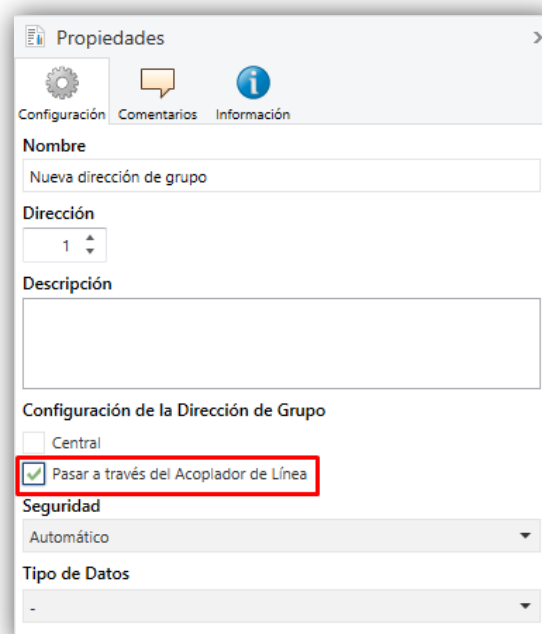 Propiedades
Configuración Comentarios Información
Nombre
Nueva dirección de grupo
Dirección
1
Descripción
Configuración de la Dirección de Grupo
Central
Pasar a través del Acoplador de Línea
Seguridad
Automático
Tipo de Datos
-